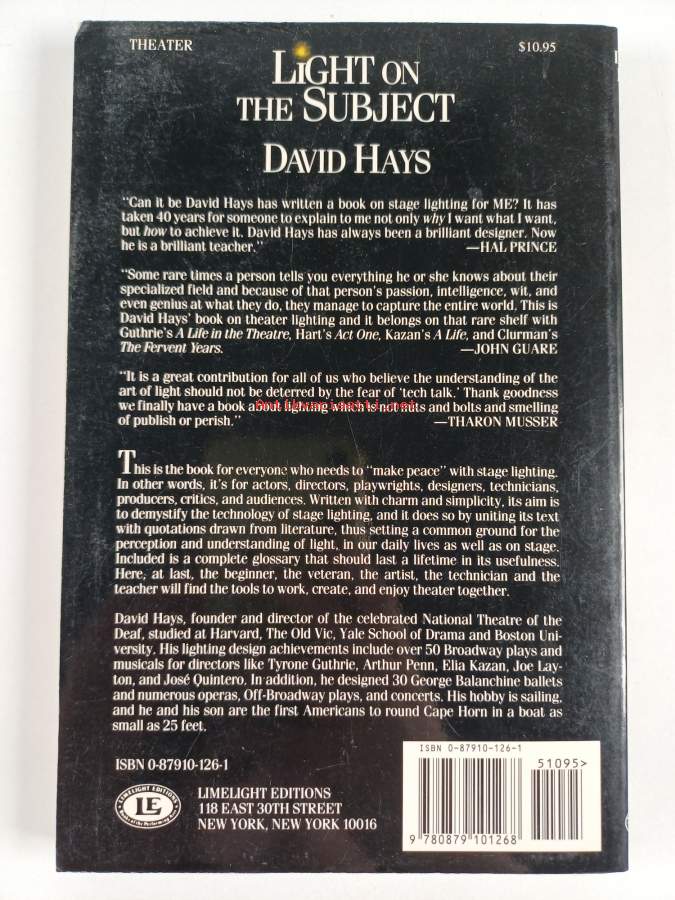 THEATER
$10.95
LIGHT ON
THE SUBJECT
DAVID HAYS
"Can it be David Hays has written a book on stage lighting for ME? It has
taken 40 years for someone to explain to me not only why I want what I want,
but how to achieve it. David Hays has always been a brilliant designer. Now
he is a brilliant teacher." —HAL PRINCE
"Some rare times a person tells you everything he or she knows about their
specialized field and because of that person's passion, intelligence, wit, and
even genius at what they do, they manage to capture the entire world. This is
David Hays' book on theater lighting and it belongs on that rare shelf with
Guthrie's A Life in the Theatre, Hart's Act One, Kazan's A Life, and Clurman's
The Fervent Years. —JOHN GUARE
"It is a great contribution for all of us who believe the understanding of the
art of light should not be deterred by the fear of 'tech talk.' Thank goodness
we finally have a book about lighting which is not nuts and bolts and smelling
of publish or perish." —THARON MUSSER
Antikvariaatti.net
This is the book for everyone who needs to "make peace" with stage lighting.
In other words, it's for actors, directors, playwrights, designers, technicians,
producers, critics, and audiences. Written with charm and simplicity, its aim is
to demystify the technology of stage lighting, and it does so by uniting its text
with quotations drawn from literature, thus setting a common ground for the
perception and understanding of light, in our daily lives as well as on stage.
Included is a complete glossary that should last a lifetime in its usefulness.
Here, at last, the beginner, the veteran, the artist, the technician and the
teacher will find the tools to work, create, and enjoy theater together.
David Hays, founder and director of the celebrated National Theatre of the
Deaf, studied at Harvard, The Old Vic, Yale School of Drama and Boston Uni-
versity. His lighting design achievements include over 50 Broadway plays and
musicals for directors like Tyrone Guthrie, Arthur Penn, Elia Kazan, Joe Lay-
ton, and José Quintero. In addition, he designed 30 George Balanchine ballets
and numerous operas, Off-Broadway plays, and concerts. His hobby is sailing,
and he and his son are the first Americans to round Cape Horn in a boat as
small as 25 feet.
ISBN 0-87910-126-1
LIMELIGHT EDITIONS
LE
LIMELIGHT EDITIONS
118 EAST 30TH STREET
NEW YORK, NEW YORK 10016
ISBN 0-87910-126-1
51095>
9 780879 101268